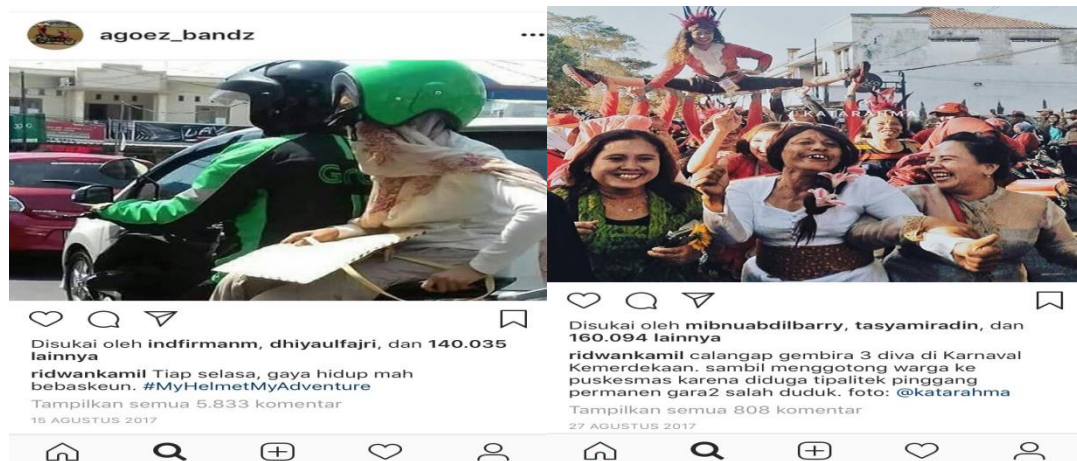 agoez_bandz
Disukai oleh indfirmanm, dhiyaulfajri, dan 140.035
lainnya
ridwankamil Tiap selasa, gaya hidup mah
bebaskeun. #MyHelmetMyAdventure
Tampilkan semua 5.833 komentar
15 AGUSTUS 2017
KATARAHMA
Disukai oleh mibnuabdilbarry, tasyamiradin, dan
160.094 lainnya
ridwankamil calangap gembira 3 diva di Karnaval
Kemerdekaan. sambil menggotong warga ke
puskesmas karena diduga tipalitek pinggang
permanen gara2 salah duduk. foto: @katarahma
Tampilkan semua 808 komentar
27 AGUSTUS 2017